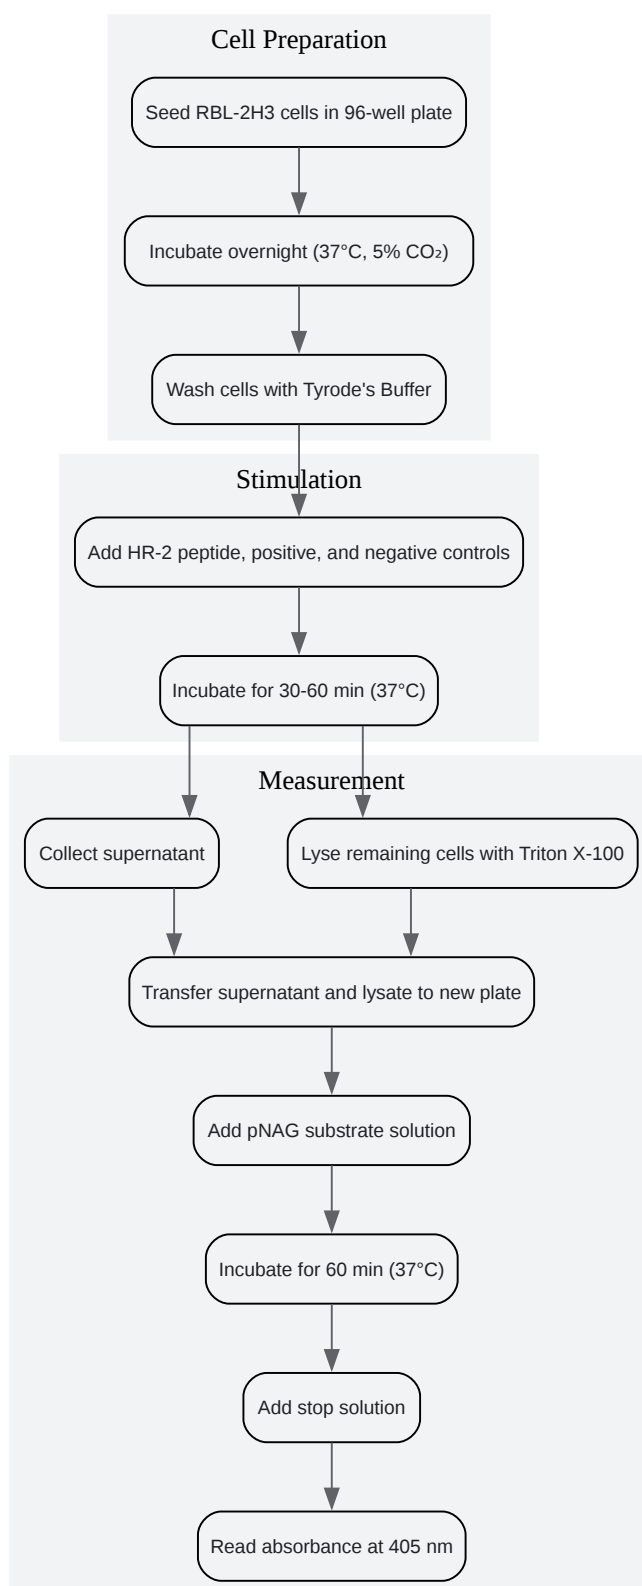 Cell Preparation
Seed RBL-2H3 cells in 96-well plate
Incubate overnight (37°C, 5% CO₂)
Wash cells with Tyrode's Buffer
Stimulation
Add HR-2 peptide, positive, and negative controls
Incubate for 30-60 min (37°C)
Measurement
Collect supernatant
Lyse remaining cells with Triton X-100
Transfer supernatant and lysate to new plate
Add pNAG substrate solution
Incubate for 60 min (37°C)
Add stop solution
Read absorbance at 405 nm